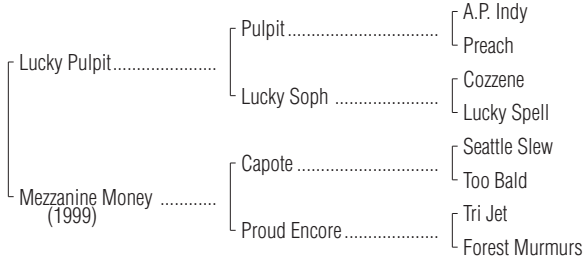 A.P. Indy
Pulpit..........................................
Preach
Lucky Pulpit........................
Cozzene
Lucky Soph ............................
Lucky Spell
Seattle Slew
Capote ......................................
Too Bald
Mezzanine Money .............
(1999)
Tri Jet
Proud Encore.........................
Forest Murmurs